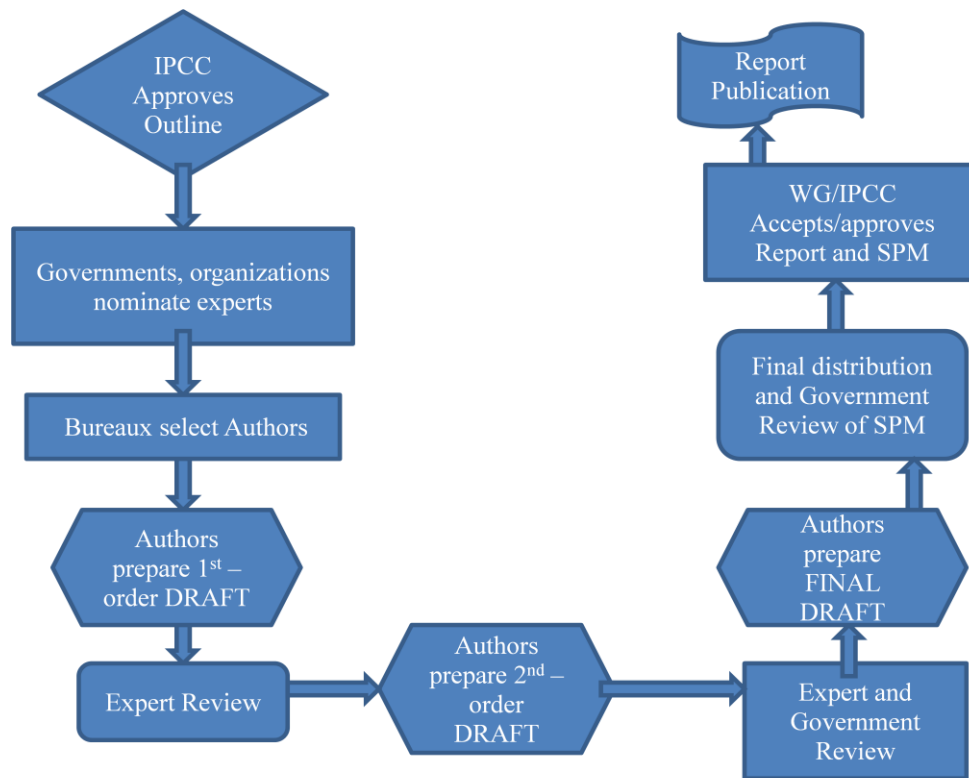 IPCC
Approves
Outline
Governments, organizations
nominate experts
Bureaux select Authors
Authors
prepare 1st –
order DRAFT
Expert Review
Authors
prepare 2nd –
order
DRAFT
Expert and
Government
Review
Authors
prepare
FINAL
DRAFT
Final distribution
and Government
Review of SPM
WG/IPCC
Accepts/approves
Report and SPM
Report
Publication